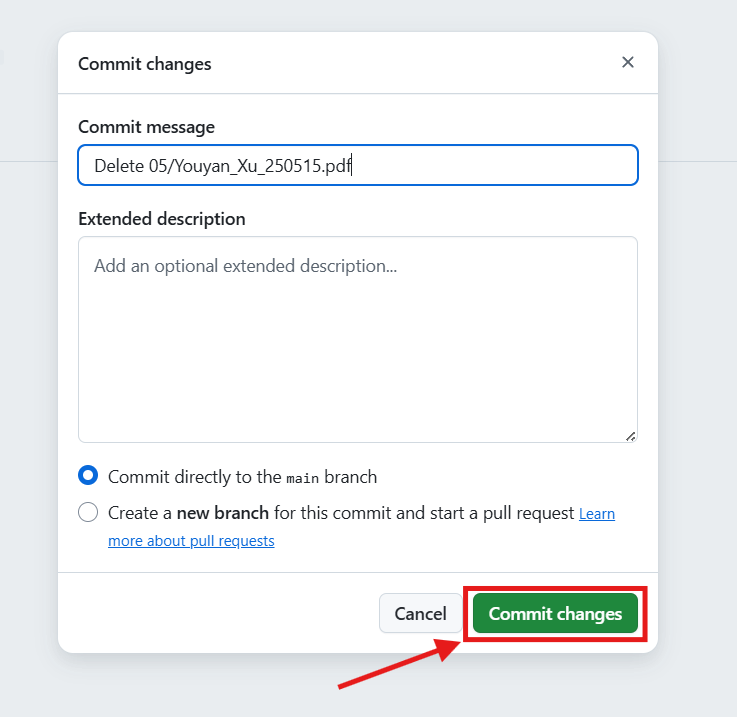 Commit changes
Commit message
Delete 05/Youyan_Xu_250515.pdf
Extended description
Add an optional extended description...
Commit directly to the main branch
Create a new branch for this commit and start a pull request Learn
more about pull requests
Cancel
Commit changes